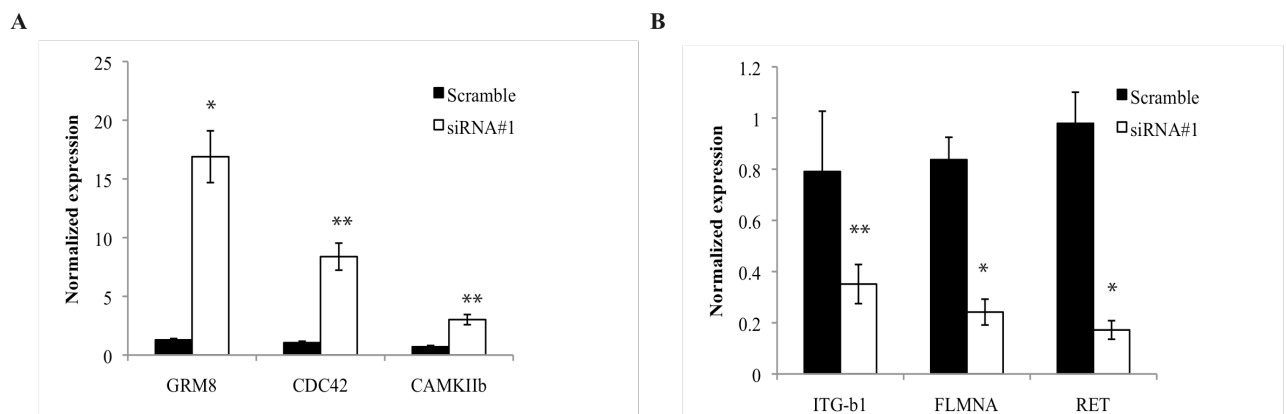 A
B
Normalized expression
25
20
15
10
5
0
Scramble
siRNA#1
*
**
**
GRM8 CDC42 CAMKIIb
Normalized expression
1.2
1
0.8
0.6
0.4
0.2
0
Scramble
siRNA#1
**
*
*
ITG-b1 FLMNA RET